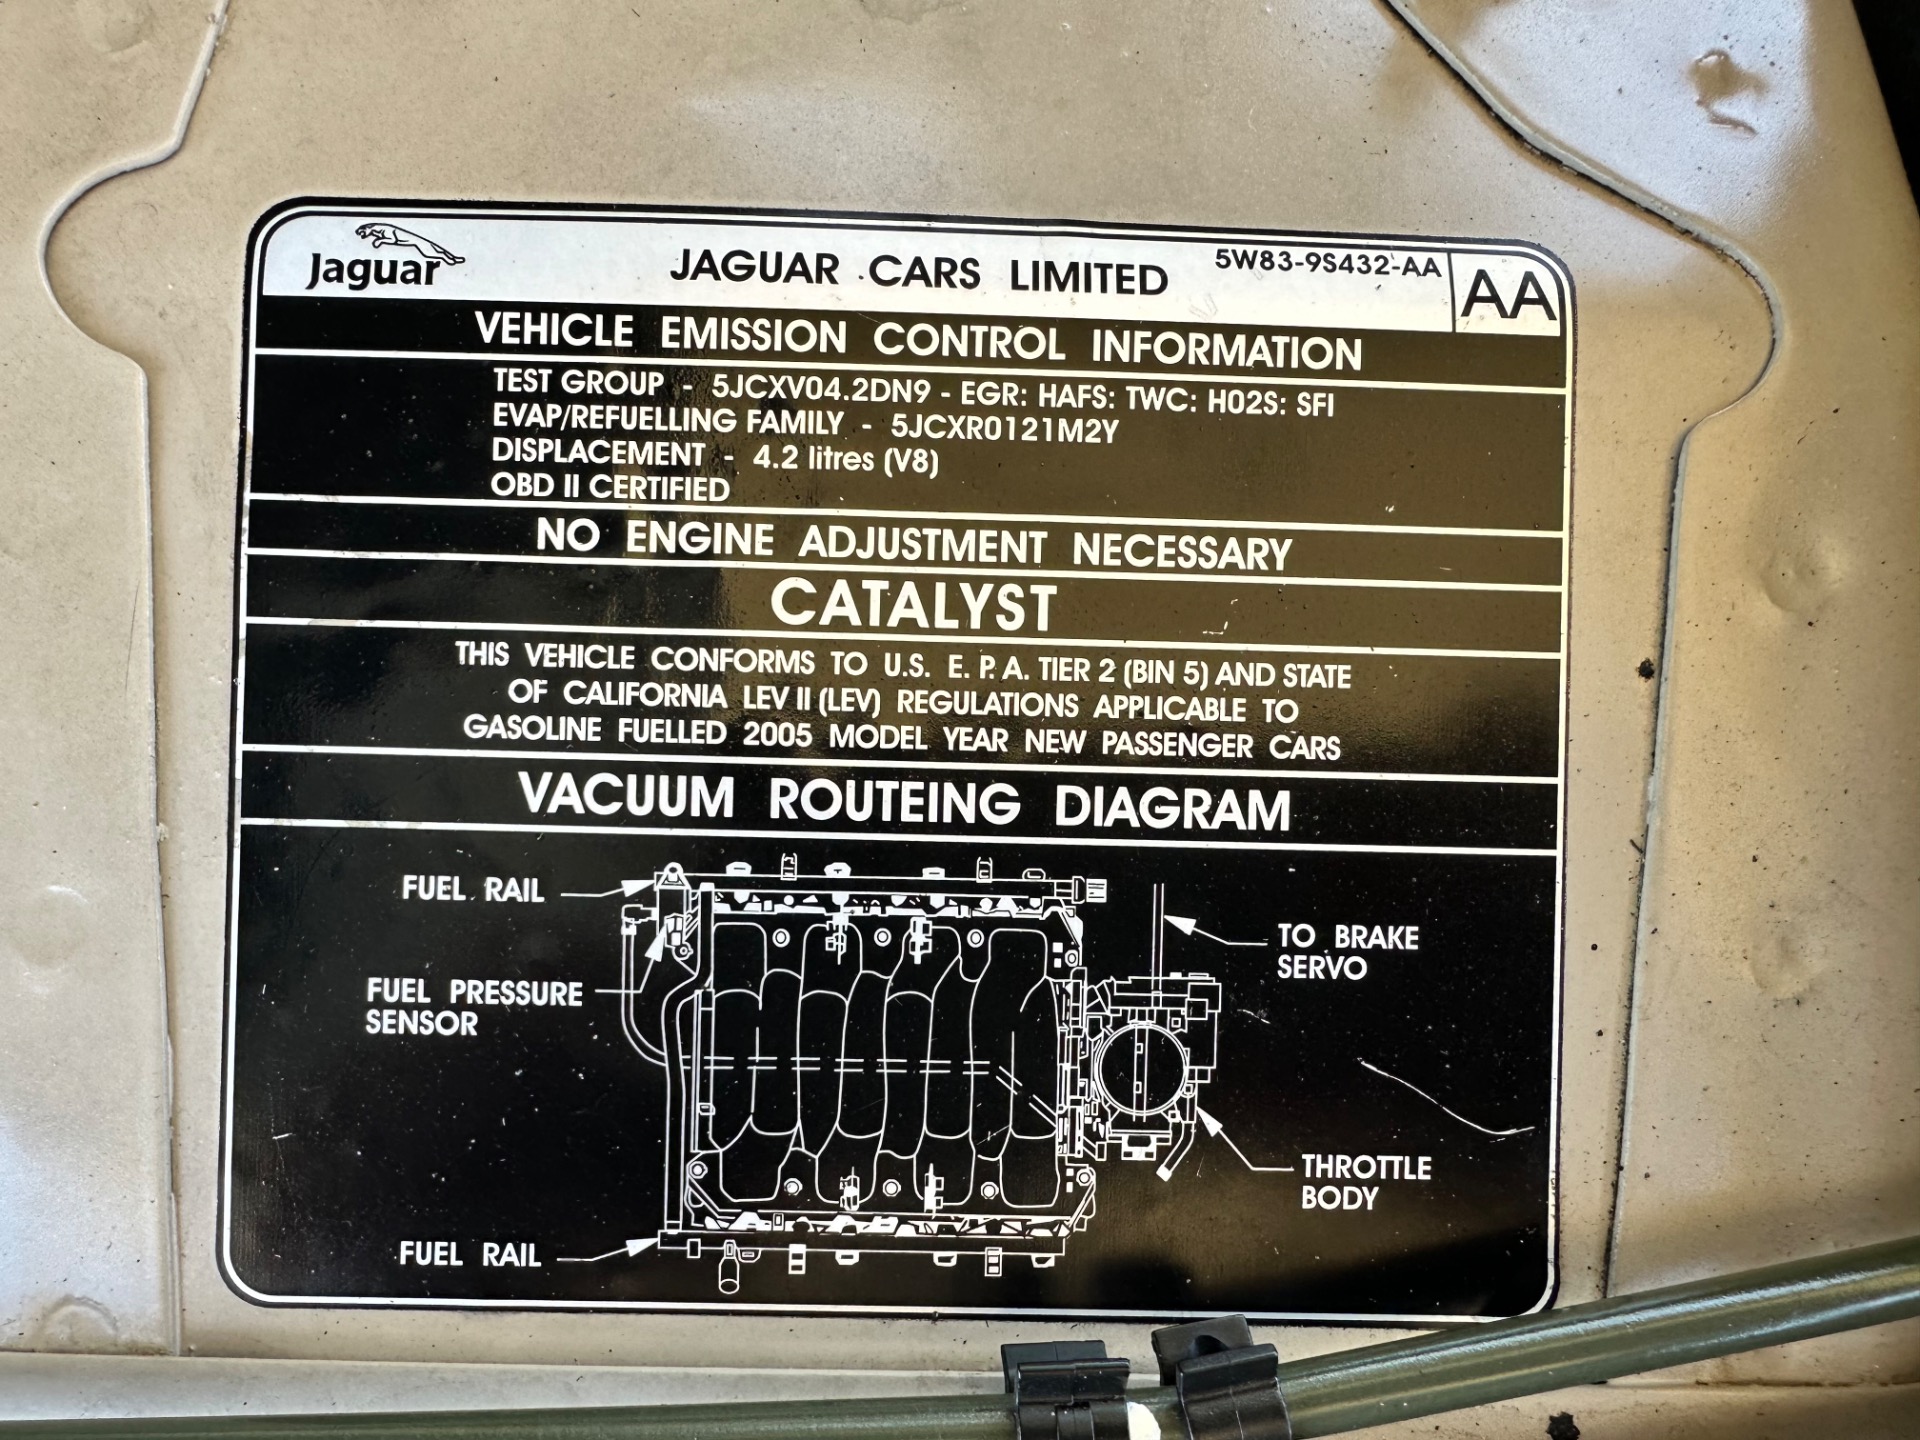 Jaguar
JAGUAR CARS LIMITED
5W83-9S432-AA
AA
VEHICLE EMISSION CONTROL INFORMATION
TEST GROUP - 5JCXV04.2DN9 - EGR: HAFS: TWC: H02S: SFI
EVAP/REFUELLING FAMILY - 5JCXR0121M2Y
DISPLACEMENT - 4.2 litres (V8)
OBD II CERTIFIED
NO ENGINE ADJUSTMENT NECESSARY
CATALYST
THIS VEHICLE CONFORMS TO U.S. E. P. A. TIER 2 (BIN 5) AND STATE
OF CALIFORNIA LEV II (LEV) REGULATIONS APPLICABLE TO
GASOLINE FUELLED 2005 MODEL YEAR NEW PASSENGER CARS
VACUUM ROUTEING DIAGRAM
FUEL RAIL
TO BRAKE
SERVO
FUEL PRESSURE
SENSOR
THROTTLE
BODY
FUEL RAIL